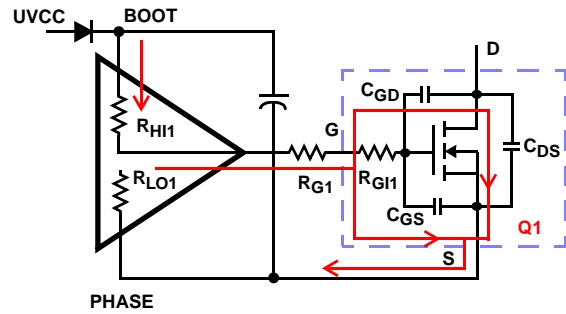 UVCC
BOOT
D
CGD
RHI1
G
CDS
RLO1
RG1
RGI1
CGS
Q1
S
PHASE